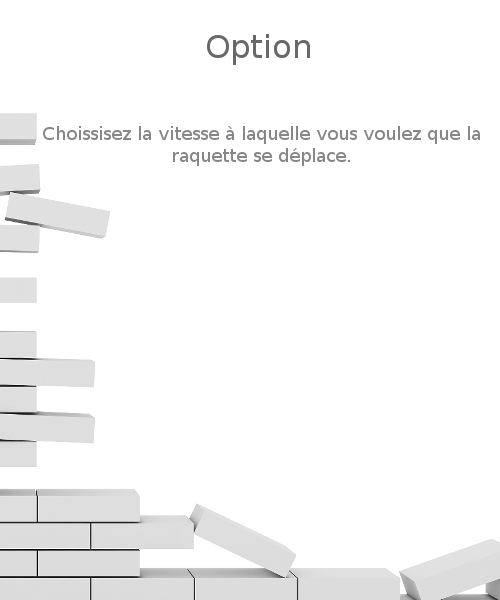 Option
Choissisez la vitesse à laquelle vous voulez que la
raquette se déplace.